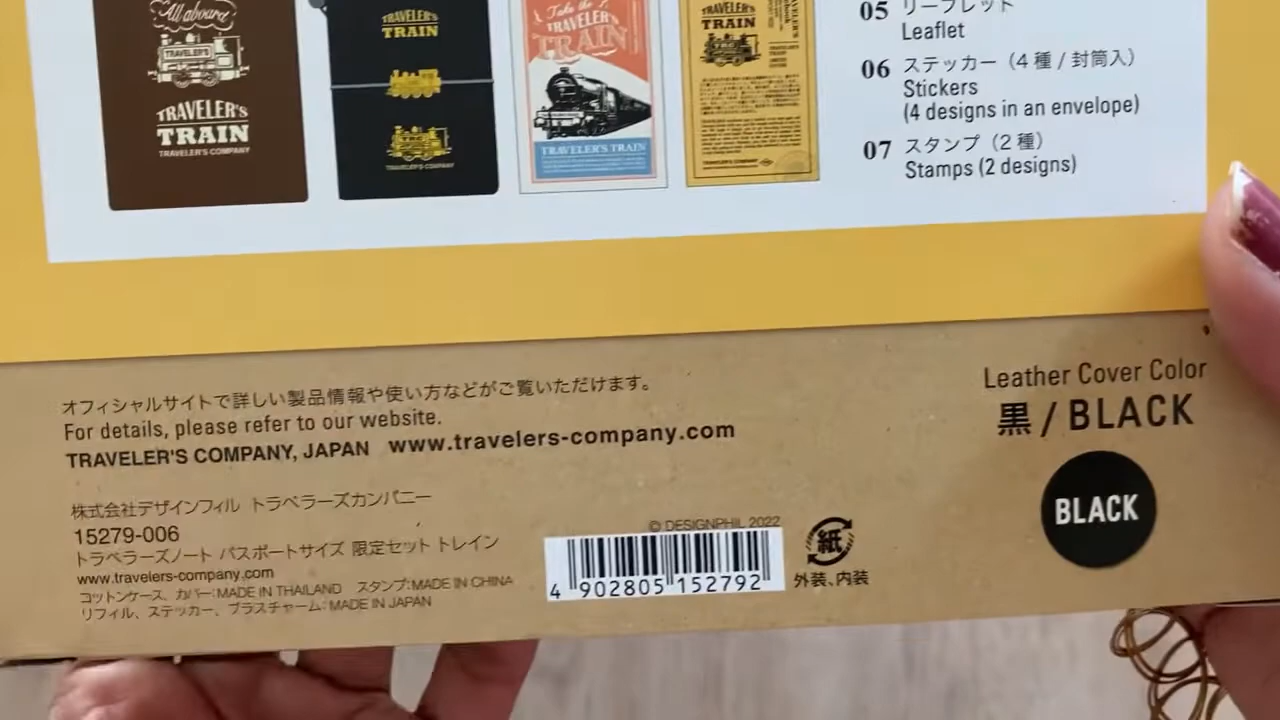 All aboard
TRAVELER'S
TRAVELER'S
TRAIN
TRAVELER'S COMPANY
TRAVELER'S
TRAIN
TRAVELER'S COMPANY
Take the
TRAVELER'S
TRAIN
TRAVELER'S TRAIN
TRAVELER'S
TRAIN
TRAVELER'S COMPANY
05 リーフレット
Leaflet
06 ステッカー（4 種 / 封筒入）
Stickers
(4 designs in an envelope)
07 スタンプ（2 種）
Stamps (2 designs)
オフィシャルサイトで詳しい製品情報や使い方などがご覧いただけます。
For details, please refer to our website.
TRAVELER'S COMPANY, JAPAN www.travelers-company.com
株式会社デザインフィル トラベラーズカンパニー
15279-006
トラベラーズノート パスポートサイズ 限定セット トレイン
www.travelers-company.com
コットンケース、カバー:MADE IN THAILAND スタンプ:MADE IN CHINA
リフィル、ステッカー、ブラスチャーム:MADE IN JAPAN
© DESIGNPHIL 2022
4 902805 152792
紙
外装、内装
Leather Cover Color
黒 / BLACK
BLACK